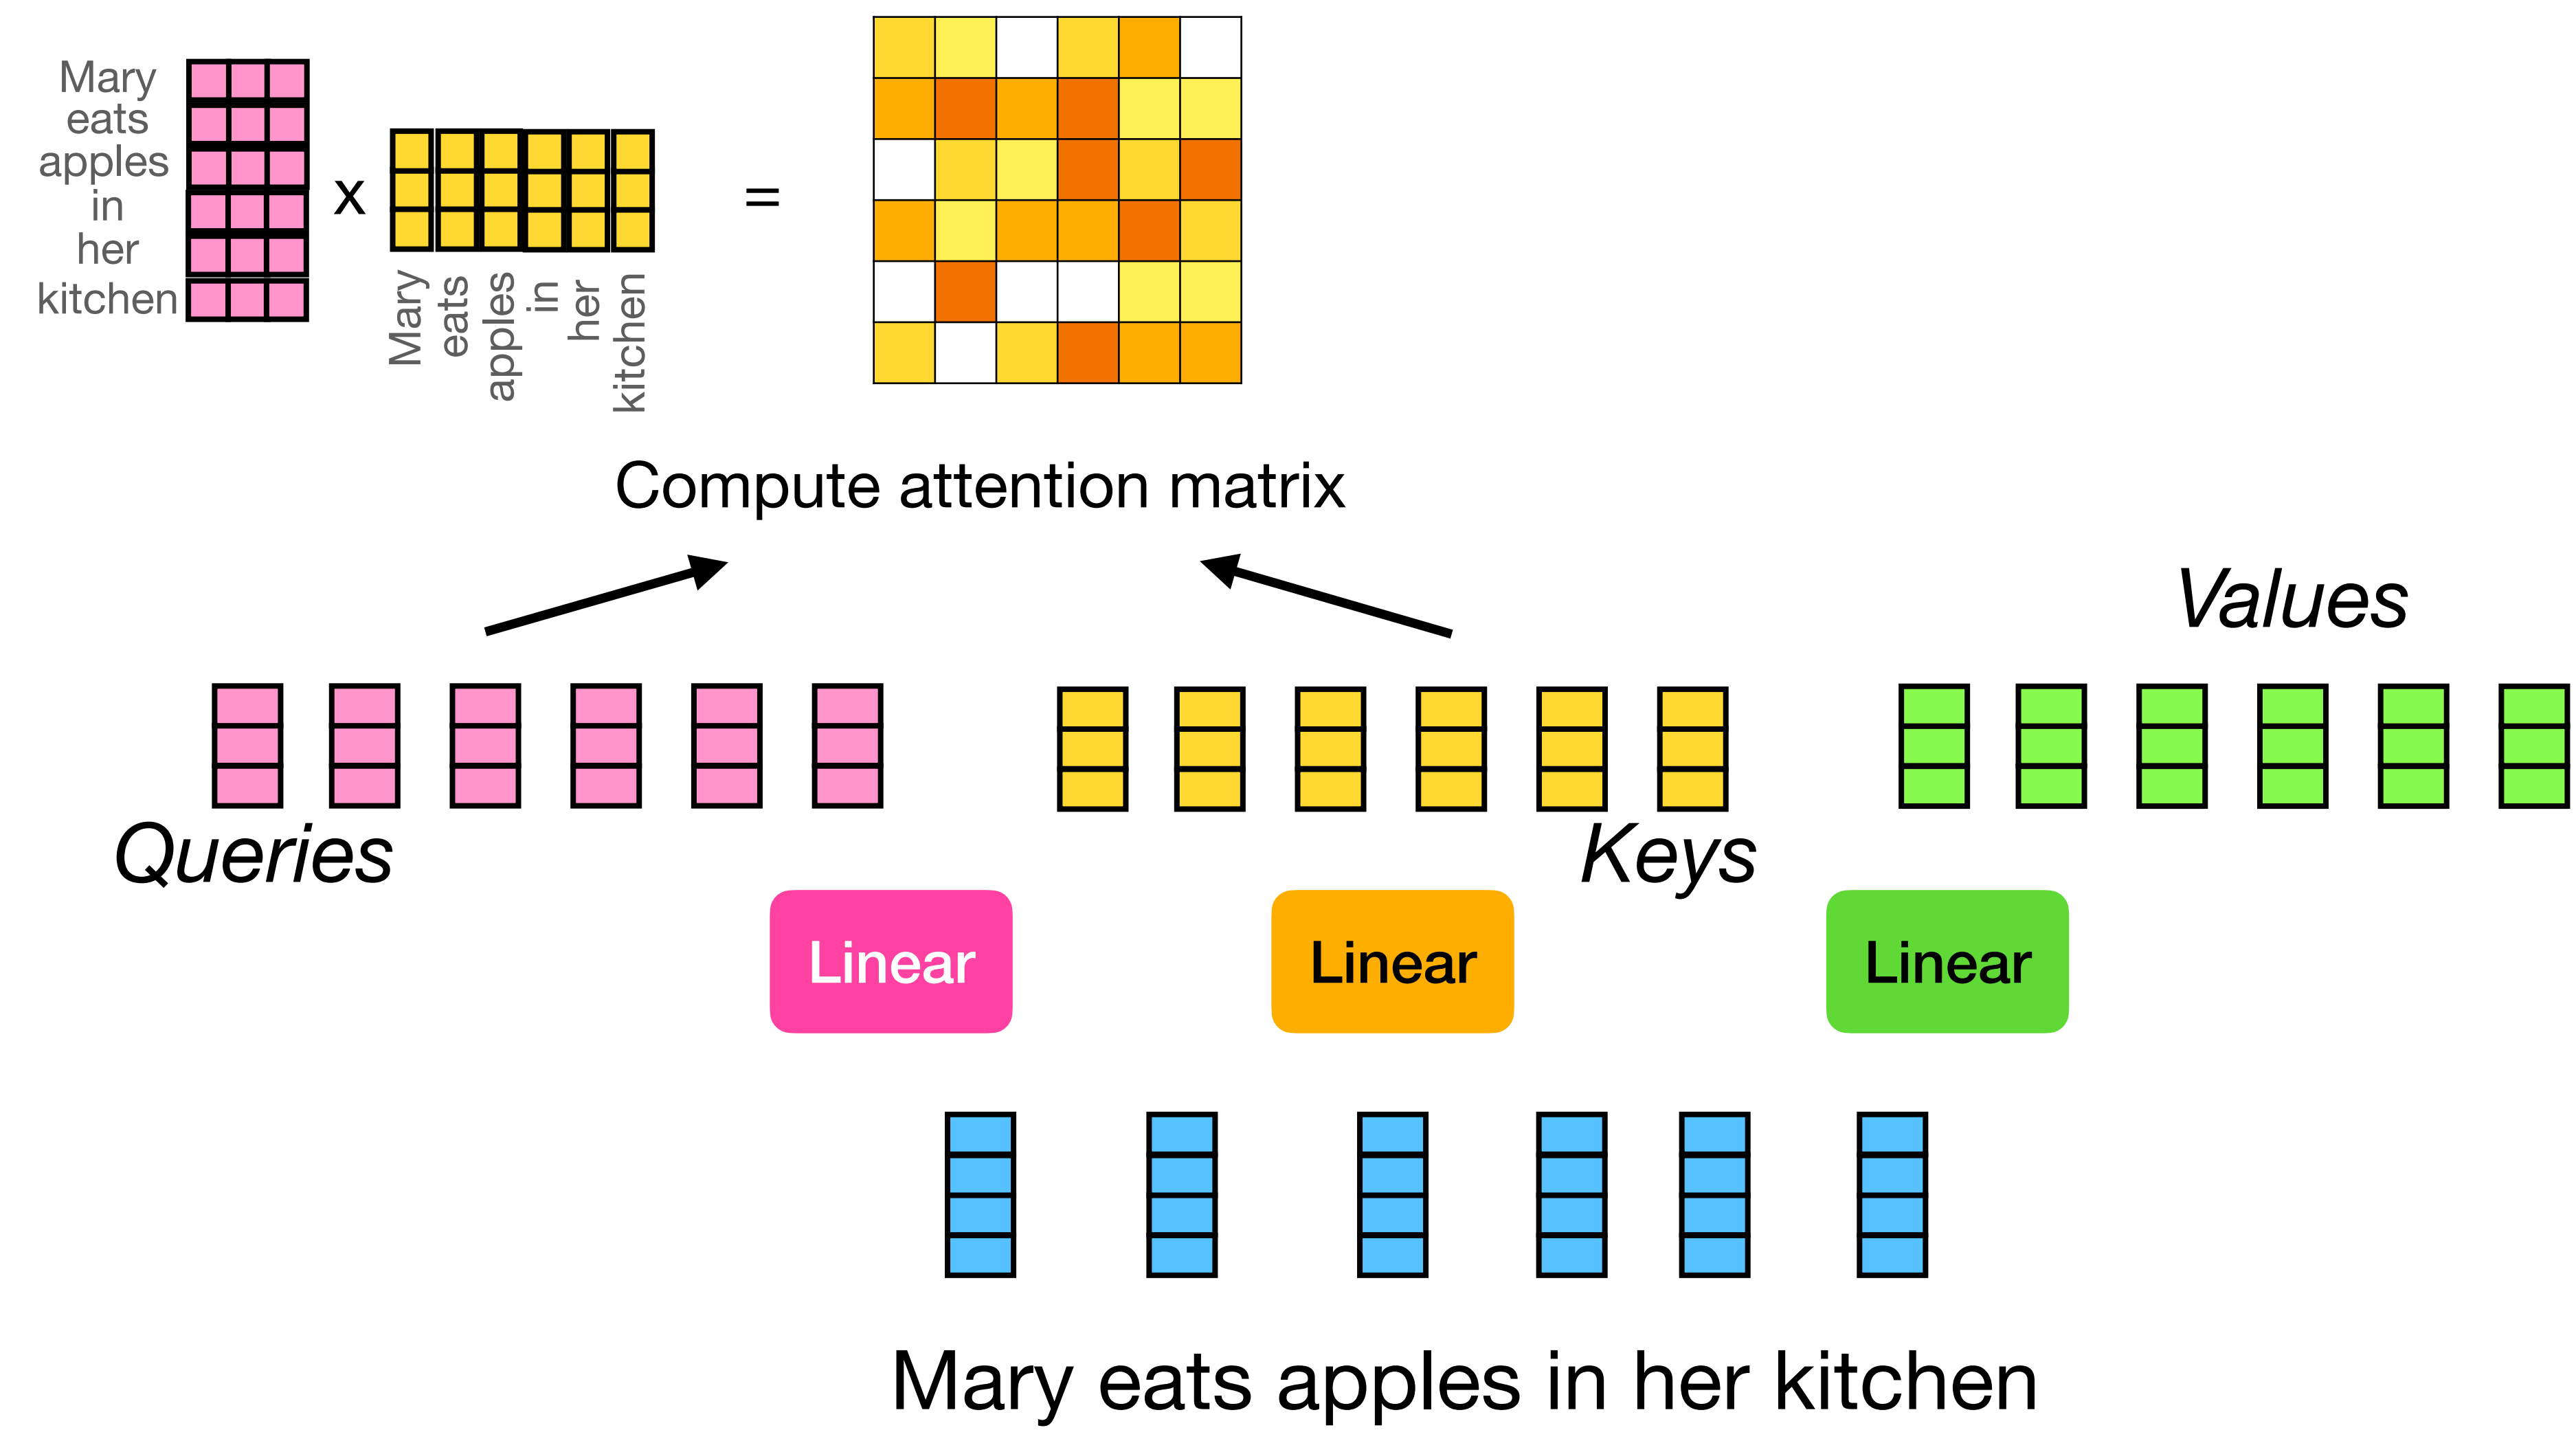 Mary
eats
apples
in
her
kitchen
x
Mary
eats
apples
in
her
kitchen
=
Compute attention matrix
Values
Queries
Keys
Linear
Linear
Linear
Mary eats apples in her kitchen